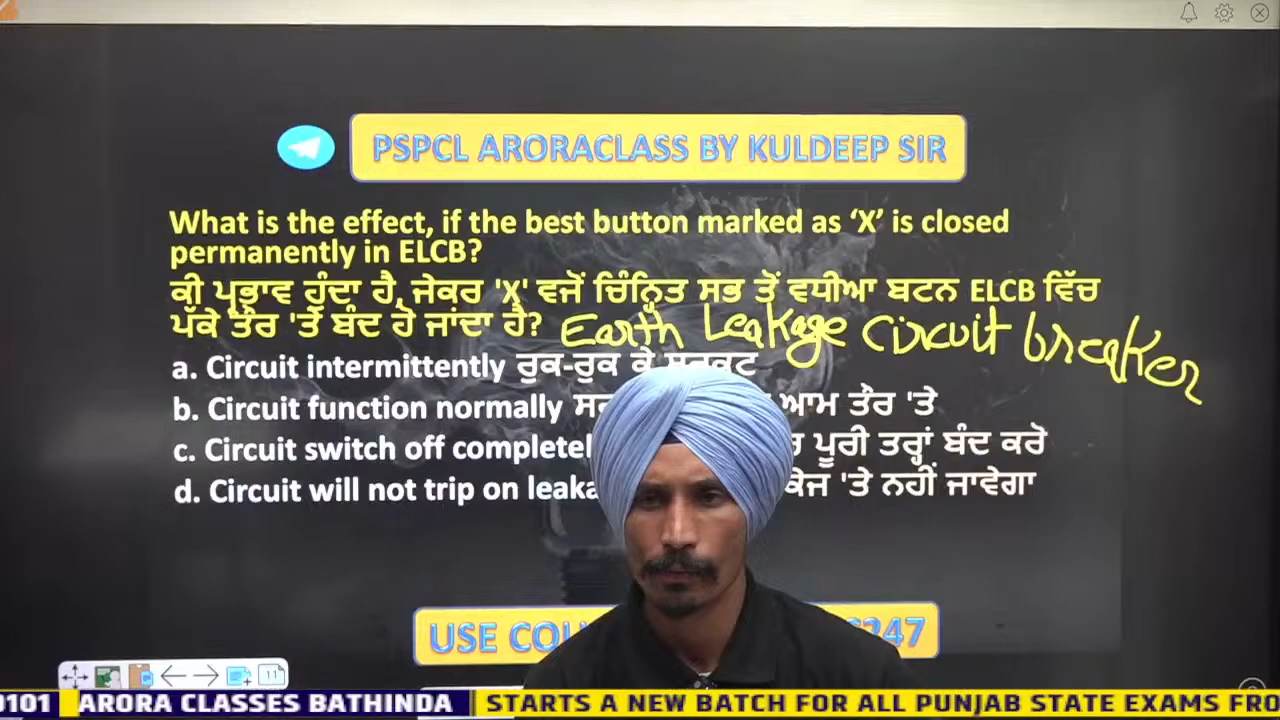 PSPCL ARORACLASS BY KULDEEP SIR
What is the effect, if the best button marked as ‘X’ is closed
permanently in ELCB?
ਕੀ ਪ੍ਰਭਾਵ ਹੁੰਦਾ ਹੈ, ਜੇਕਰ 'X' ਵਜੋਂ ਚਿੰਨ੍ਹਿਤ ਸਭ ਤੋਂ ਵਧੀਆ ਬਟਨ ELCB ਵਿੱਚ
ਪੱਕੇ ਤੌਰ 'ਤੇ ਬੰਦ ਹੋ ਜਾਂਦਾ ਹੈ?
Earth Leakage Circuit breaker
a. Circuit intermittently ਰੁਕ-ਰੁਕ ਕੇ ਸਰਕਟ
b. Circuit function normally ਆਮ ਤੌਰ 'ਤੇ
c. Circuit switch off ਪੂਰੀ ਤਰ੍ਹਾਂ ਬੰਦ ਕਰੋ
d. Circuit will not trip on 'ਤੇ ਨਹੀਂ ਜਾਵੇਗਾ
USE
11
0101 ARORA CLASSES BATHINDA STARTS A NEW BATCH FOR ALL PUNJAB STATE EXAMS